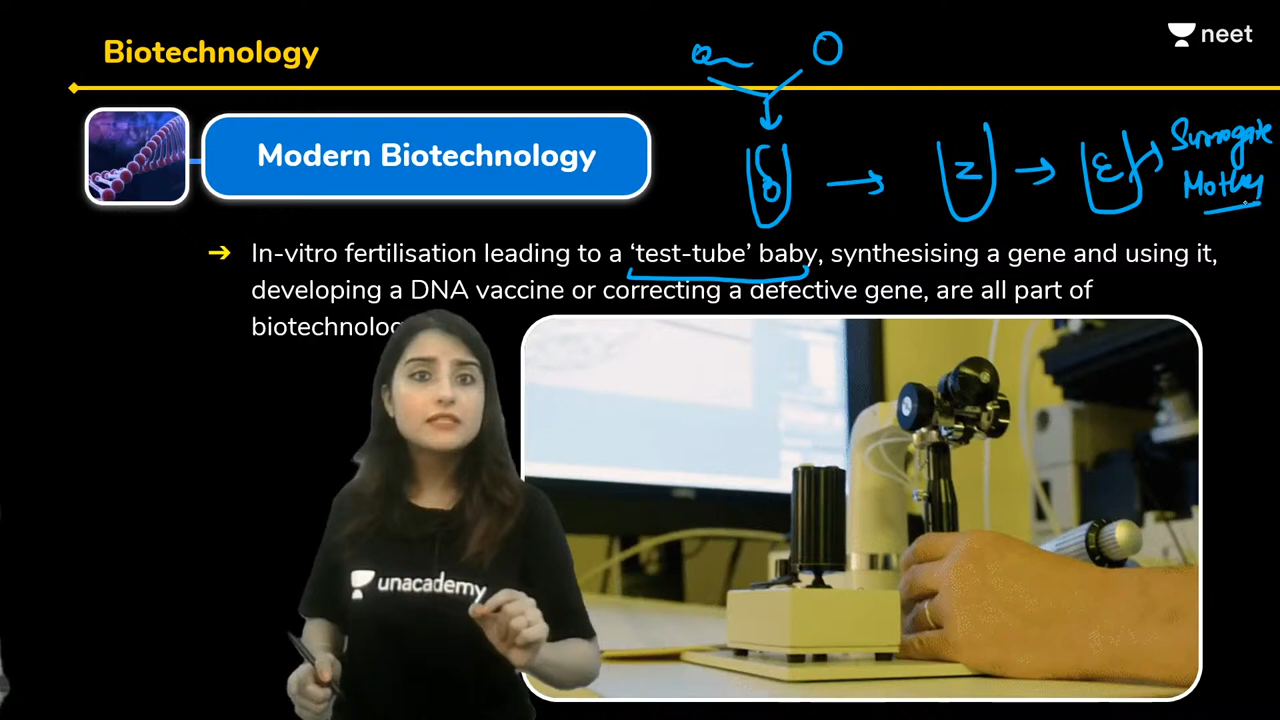 Biotechnology
neet
Modern Biotechnology
Z
E
Surrogate
Mother
In-vitro fertilisation leading to a ‘test-tube’ baby, synthesising a gene and using it,
developing a DNA vaccine or correcting a defective gene, are all part of
unacademy